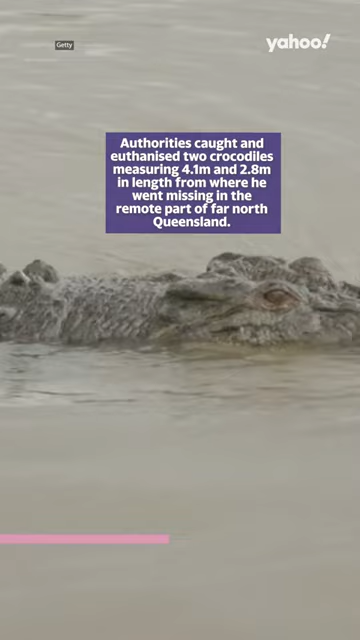 Getty
yahoo!
Authorities caught and
euthanised two crocodiles
measuring 4.1m and 2.8m
in length from where he
went missing in the
remote part of far north
Queensland.